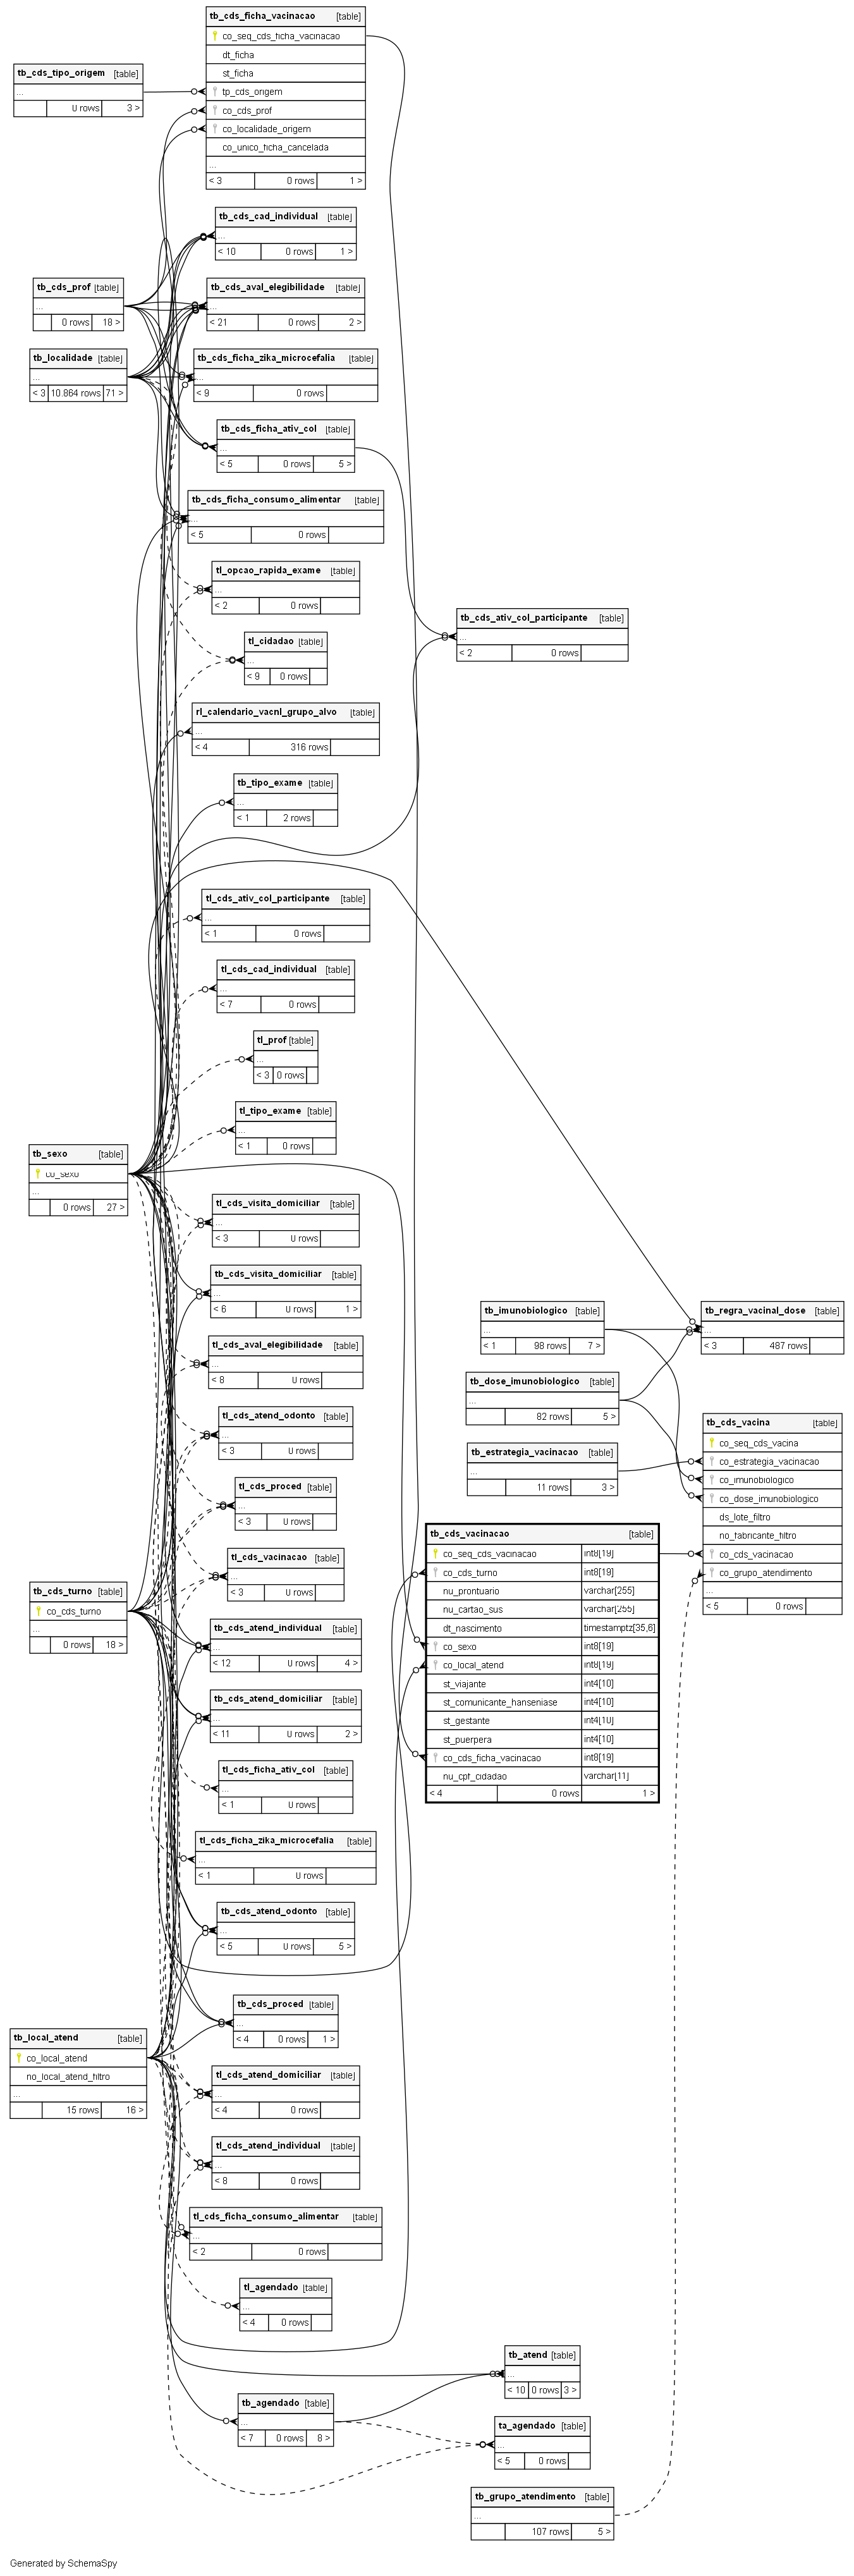 tb_cds_ficha_vacinacao [table]
co_seq_cds_ficha_vacinacao
dt_ficha
st_ficha
tp_cds_origem
co_cds_prof
co_localidade_origem
co_unico_ficha_cancelada
...
< 3 0 rows 1 >
tb_cds_tipo_origem [table]
...
0 rows 3 >
tb_cds_cad_individual [table]
...
< 10 0 rows 1 >
tb_cds_prof [table]
...
0 rows 18 >
tb_cds_aval_elegibilidade [table]
...
< 21 0 rows 2 >
tb_localidade [table]
...
< 3 10.864 rows 71 >
tb_cds_ficha_zika_microcefalia [table]
...
< 9 0 rows
tb_cds_ficha_ativ_col [table]
...
< 5 0 rows 5 >
tb_cds_ficha_consumo_alimentar [table]
...
< 5 0 rows
tl_opcao_rapida_exame [table]
...
< 2 0 rows
tb_cds_ativ_col_participante [table]
...
< 2 0 rows
tl_cidadao [table]
...
< 9 0 rows
rl_calendario_vacnl_grupo_alvo [table]
...
< 4 316 rows
tb_tipo_exame [table]
...
< 1 2 rows
tl_cds_ativ_col_participante [table]
...
< 1 0 rows
tl_cds_cad_individual [table]
...
< 7 0 rows
tl_prof [table]
...
< 3 0 rows
tl_tipo_exame [table]
...
< 1 0 rows
tb_sexo [table]
co_sexo
...
0 rows 27 >
tl_cds_visita_domiciliar [table]
...
< 3 0 rows
tb_cds_visita_domiciliar [table]
...
< 6 0 rows 1 >
tb_imunobiologico [table]
...
< 1 98 rows 7 >
tb_regra_vacinal_dose [table]
...
< 3 487 rows
tl_cds_aval_elegibilidade [table]
...
< 8 0 rows
tb_dose_imunobiologico [table]
...
82 rows 5 >
tl_cds_atend_odonto [table]
...
< 3 0 rows
tb_cds_vacina [table]
co_seq_cds_vacina
co_estrategia_vacinacao
co_imunobiologico
co_dose_imunobiologico
ds_lote_filtro
no_fabricante_filtro
co_cds_vacinacao
co_grupo_atendimento
...
< 5 0 rows
tb_estrategia_vacinacao [table]
...
11 rows 3 >
tl_cds_proced [table]
...
< 3 0 rows
tb_cds_vacinacao [table]
co_seq_cds_vacinacao int8[19]
co_cds_turno int8[19]
nu_prontuario varchar[255]
nu_cartao_sus varchar[255]
dt_nascimento timestamptz[35,6]
co_sexo int8[19]
co_local_atend int8[19]
st_viajante int4[10]
st_comunicante_hanseniase int4[10]
st_gestante int4[10]
st_puerpera int4[10]
co_cds_ficha_vacinacao int8[19]
nu_cpf_cidadao varchar[11]
< 4 0 rows 1 >
tl_cds_vacinacao [table]
...
< 3 0 rows
tb_cds_turno [table]
co_cds_turno
...
0 rows 18 >
tb_cds_atend_individual [table]
...
< 12 0 rows 4 >
tb_cds_atend_domiciliar [table]
...
< 11 0 rows 2 >
tl_cds_ficha_ativ_col [table]
...
< 1 0 rows
tl_cds_ficha_zika_microcefalia [table]
...
< 1 0 rows
tb_cds_atend_odonto [table]
...
< 5 0 rows 5 >
tb_cds_proced [table]
...
< 4 0 rows 1 >
tb_local_atend [table]
co_local_atend
no_local_atend_filtro
...
15 rows 16 >
tl_cds_atend_domiciliar [table]
...
< 4 0 rows
tl_cds_atend_individual [table]
...
< 8 0 rows
tl_cds_ficha_consumo_alimentar [table]
...
< 2 0 rows
tl_agendado [table]
...
< 4 0 rows
tb_atend [table]
...
< 10 0 rows 3 >
tb_agendado [table]
...
< 7 0 rows 8 >
ta_agendado [table]
...
< 5 0 rows
tb_grupo_atendimento [table]
...
107 rows 5 >
Generated by SchemaSpy